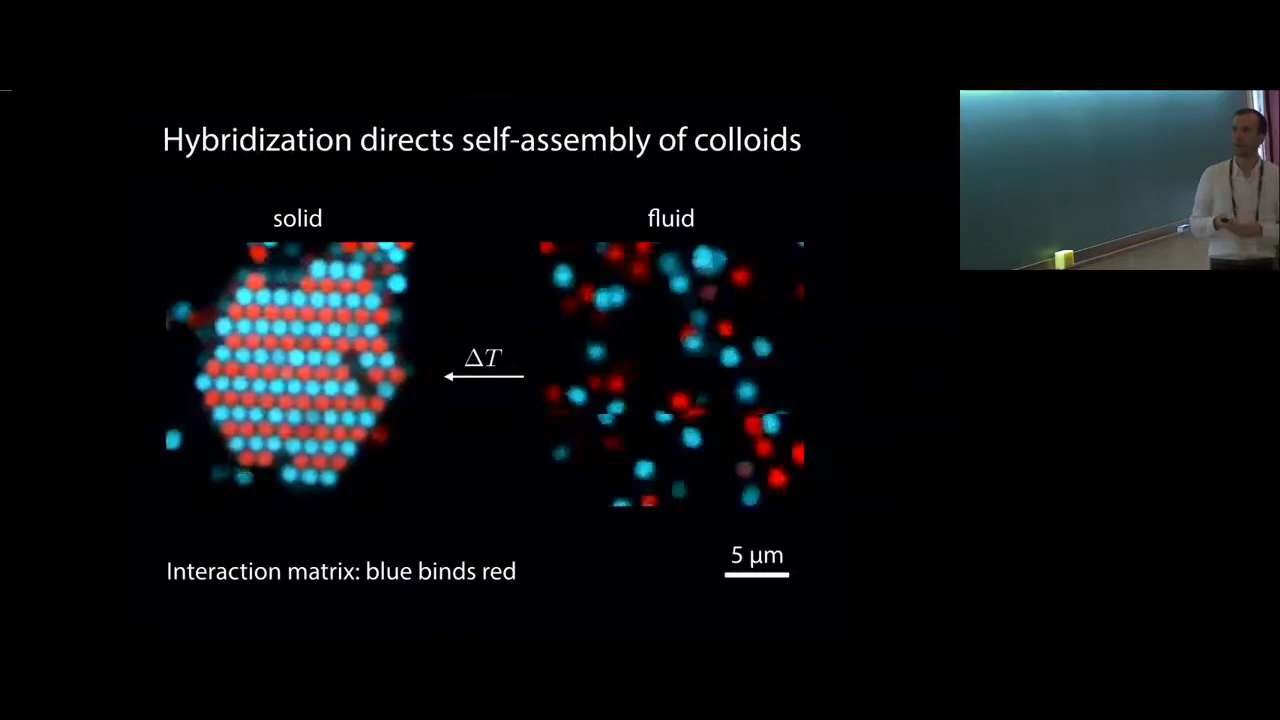 Hybridization directs self-assembly of colloids
solid
fluid
ΔT
5 μm
Interaction matrix: blue binds red